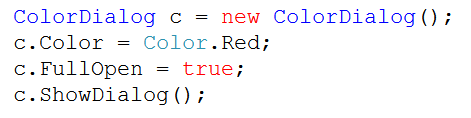 ColorDialog c = new ColorDialog();
c.Color = Color.Red;
c.FullOpen = true;
c.ShowDialog();